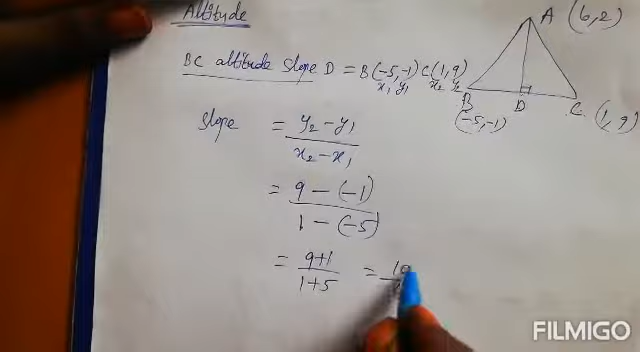 Altitude
BC altitude slope D = B(-5,-1) C(1,9)
x₁ y₁ x₂ y₂
slope = y₂-y₁ / x₂-x₁
= 9-(-1) / 1-(-5)
= 9+1 / 1+5 = 10
A (6,2)
B
(-5,-1)
D
C (1,9)
FILMIGO